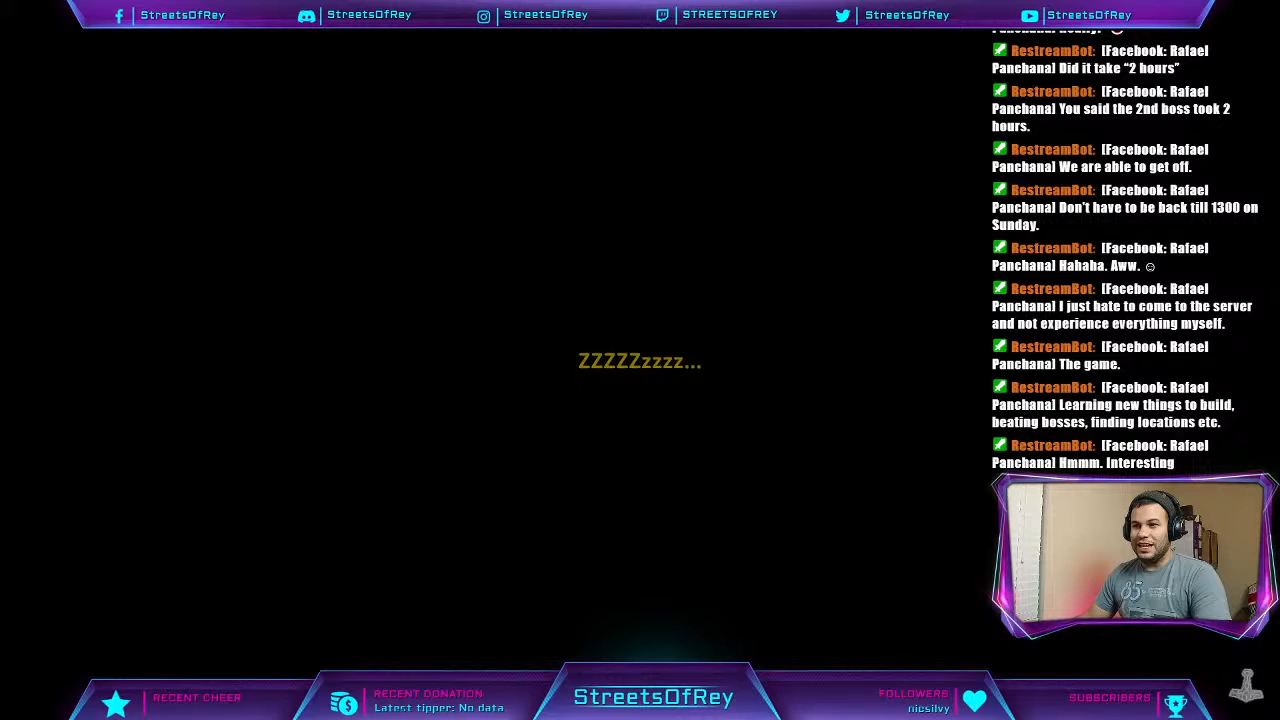 StreetsOfRey
StreetsOfRey
StreetsOfRey
STREETSOFREY
StreetsOfRey
StreetsOfRey
RestreamBot: [Facebook: Rafael
Panchana] Did it take “2 hours”
RestreamBot: [Facebook: Rafael
Panchana] You said the 2nd boss took 2
hours.
RestreamBot: [Facebook: Rafael
Panchana] We are able to get off.
RestreamBot: [Facebook: Rafael
Panchana] Don't have to be back till 1300 on
Sunday.
RestreamBot: [Facebook: Rafael
Panchana] Hahaha. Aww. ☺
RestreamBot: [Facebook: Rafael
Panchana] I just hate to come to the server
and not experience everything myself.
RestreamBot: [Facebook: Rafael
Panchana] The game.
RestreamBot: [Facebook: Rafael
Panchana] Learning new things to build,
beating bosses, finding locations etc.
RestreamBot: [Facebook: Rafael
Panchana] Hmmm. Interesting
ZZZZZzzzz...
85
RECENT CHEER
RECENT DONATION
Latest tipper: No data
StreetsOfRey
FOLLOWERS
nicsilvy
SUBSCRIBERS